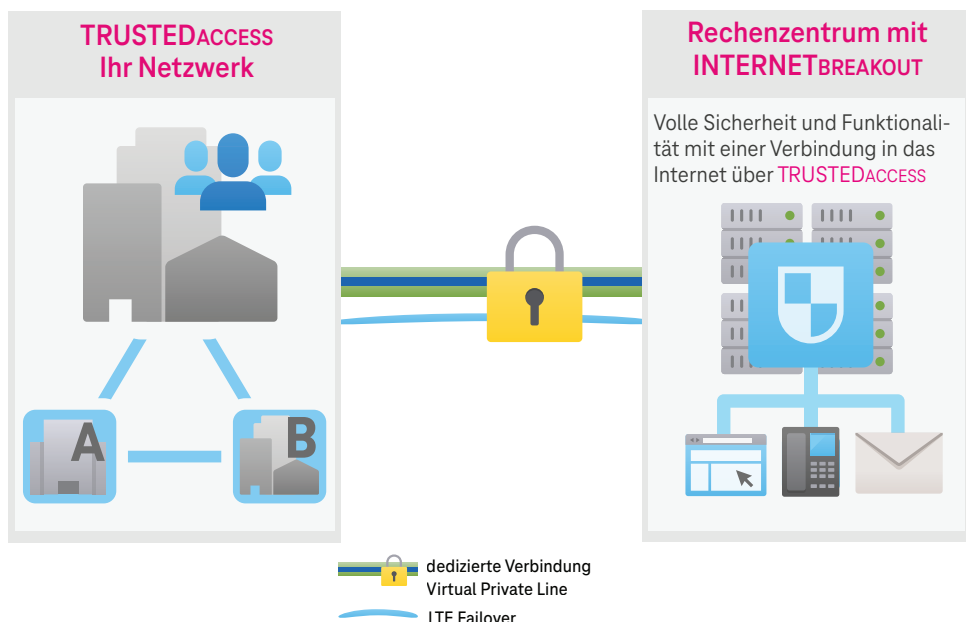 TRUSTEDACCESS
Ihr Netzwerk
A
B
Rechenzentrum mit
INTERNETBREAKOUT
Volle Sicherheit und Funktionali-
tät mit einer Verbindung in das
Internet über TRUSTEDACCESS
dedizierte Verbindung
Virtual Private Line
LTE Failover